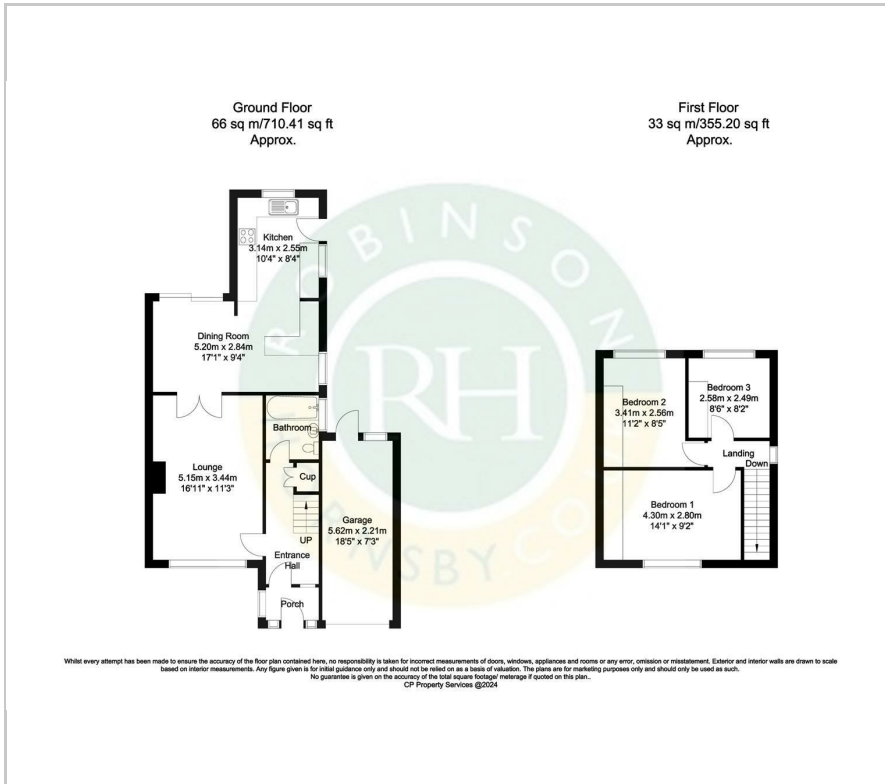 Ground Floor
66 sq m/710.41 sq ft
Approx.
First Floor
33 sq m/355.20 sq ft
Approx.
Kitchen
3.14m x 2.55m
10'4" x 8'4"
Dining Room
5.20m x 2.84m
17'1" x 9'4"
Bathroom
Lounge
5.15m x 3.44m
16'11" x 11'3"
Cup
UP
Entrance
Hall
Porch
Garage
5.62m x 2.21m
18'5" x 7'3"
Bedroom 2
3.41m x 2.56m
11'2" x 8'5"
Bedroom 3
2.58m x 2.49m
8'6" x 8'2"
Landing
Down
Bedroom 1
4.30m x 2.80m
14'1" x 9'2"
ROBINSON
RH
Whilst every attempt has been made to ensure the accuracy of the floor plan contained here, no responsibility is taken for incorrect measurements of doors, windows, appliances and rooms or any error, omission or misstatement. Exterior and interior walls are drawn to scale
based on interior measurements. Any figure given is for initial guidance only and should not be relied on as a basis of valuation. The plans are for marketing purposes only and should only be used as such.
No guarantee is given on the accuracy of the total square footage/ meterage if quoted on this plan..
CP Property Services @2024